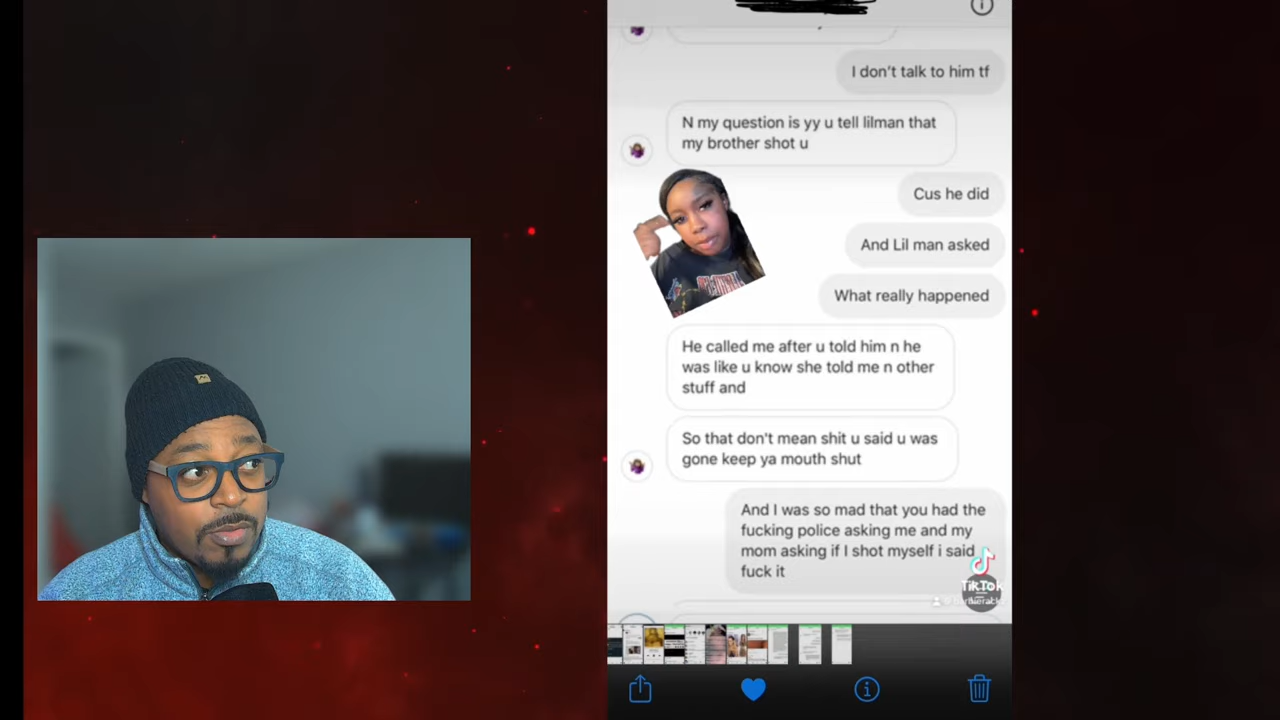 I don't talk to him tf
N my question is yy u tell lilman that
my brother shot u
Cus he did
And Lil man asked
What really happened
He called me after u told him n he
was like u know she told me n other
stuff and
So that don't mean shit u said u was
gone keep ya mouth shut
And I was so mad that you had the
fucking police asking me and my
mom asking if I shot myself i said
fuck it
TikTok